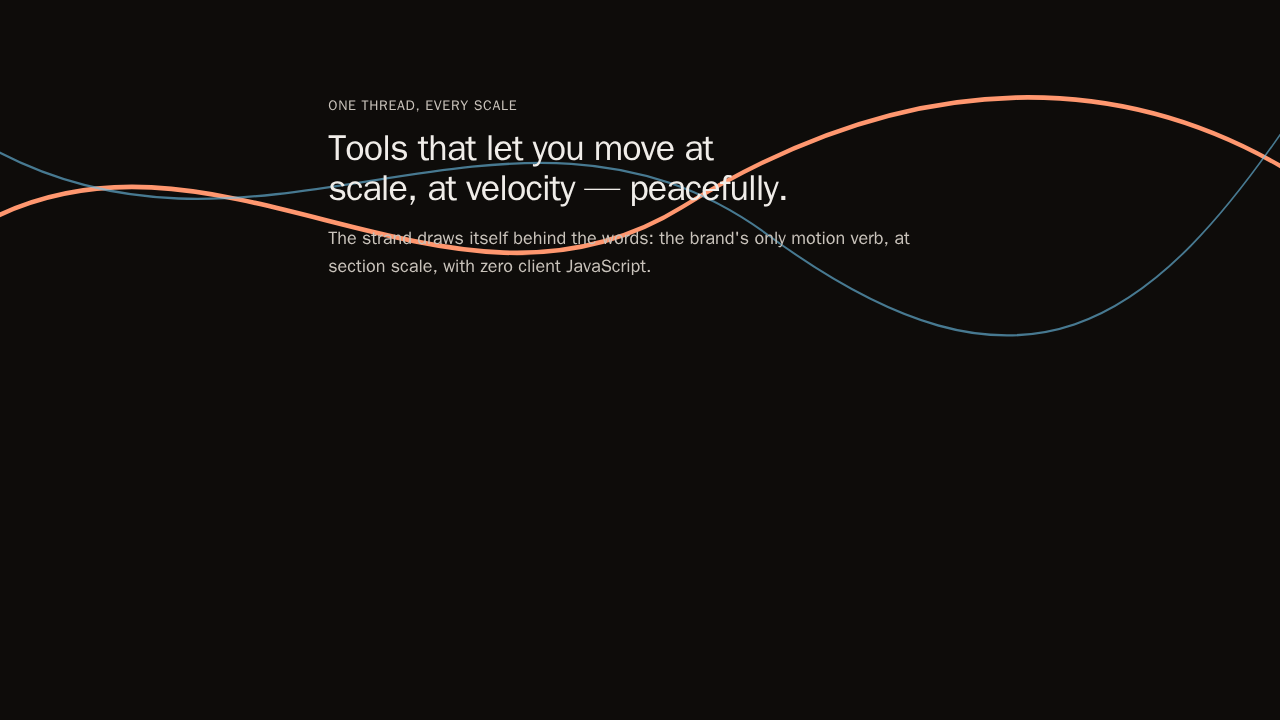 ONE THREAD, EVERY SCALE
Tools that let you move at
scale, at velocity — peacefully.
The strand draws itself behind the words: the brand's only motion verb, at
section scale, with zero client JavaScript.